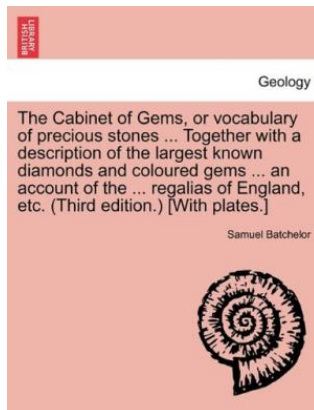 BRITISH
LIBRARY
Geology
The Cabinet of Gems, or vocabulary
of precious stones ... Together with a
description of the largest known
diamonds and coloured gems ... an
account of the ... regalias of England,
etc. (Third edition.) [With plates.]
Samuel Batchelor